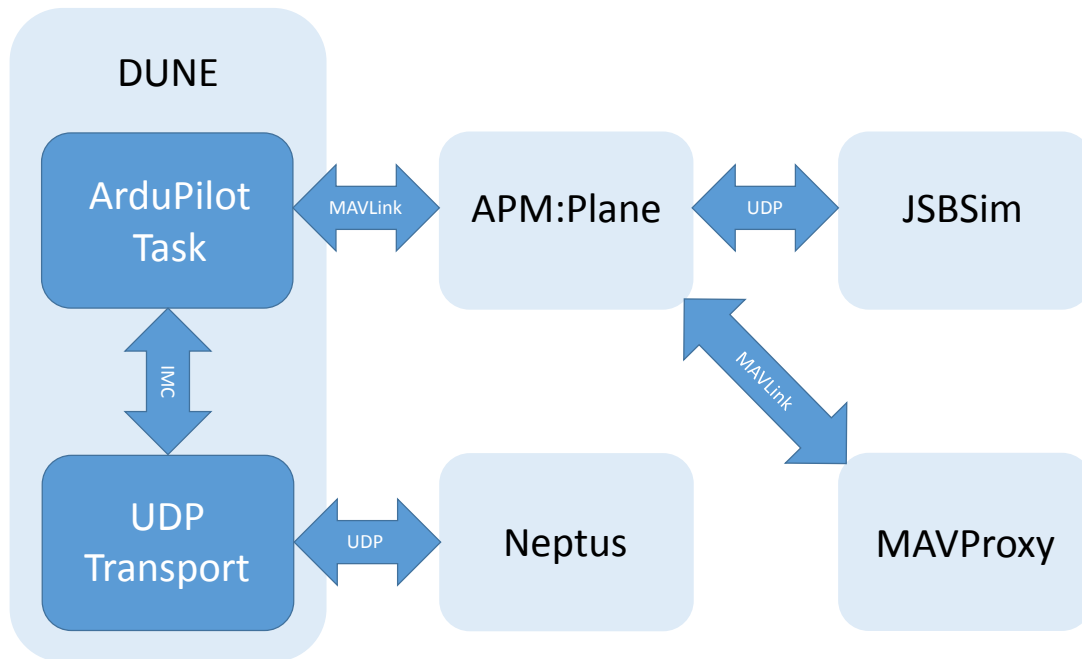 DUNE
ArduPilot
Task
MAVLink
APM:Plane
UDP
JSBSim
IMC
MAVLink
UDP
Transport
UDP
Neptus
MAVProxy